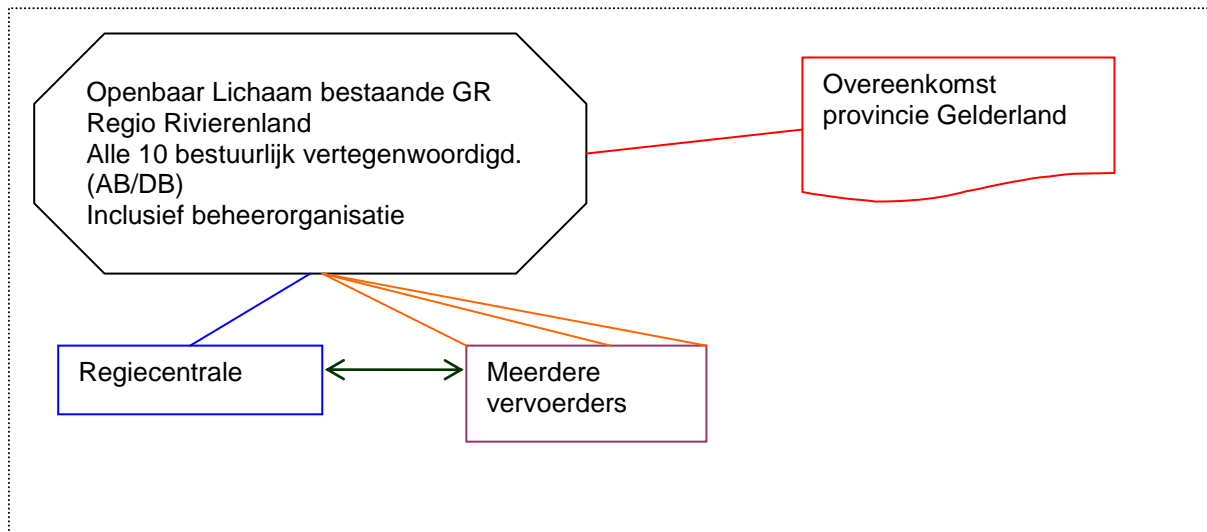 Openbaar Lichaam bestaande GR
Regio Rivierenland
Alle 10 bestuurlijk vertegenwoordigd.
(AB/DB)
Inclusief beheerorganisatie
Overeenkomst
provincie Gelderland
Regiecentrale
Meerdere
vervoerders